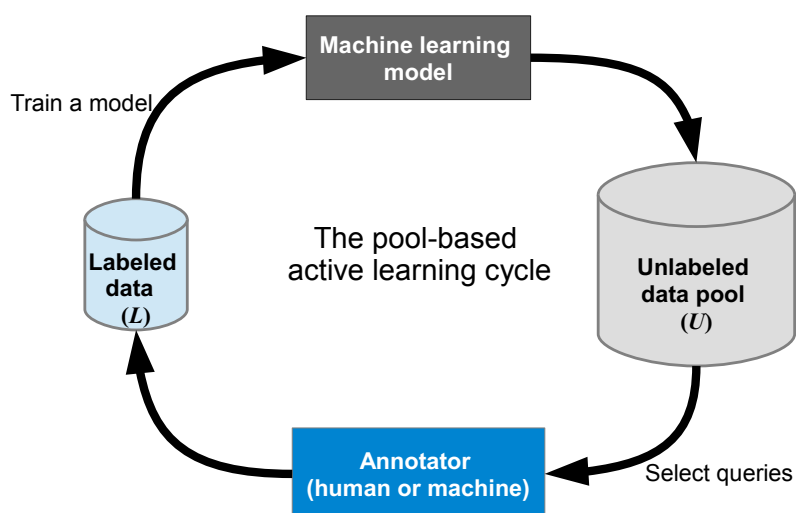 Machine learning
model
Train a model
The pool-based
active learning cycle
Labeled
data
(L)
Unlabeled
data pool
(U)
Annotator
(human or machine)
Select queries